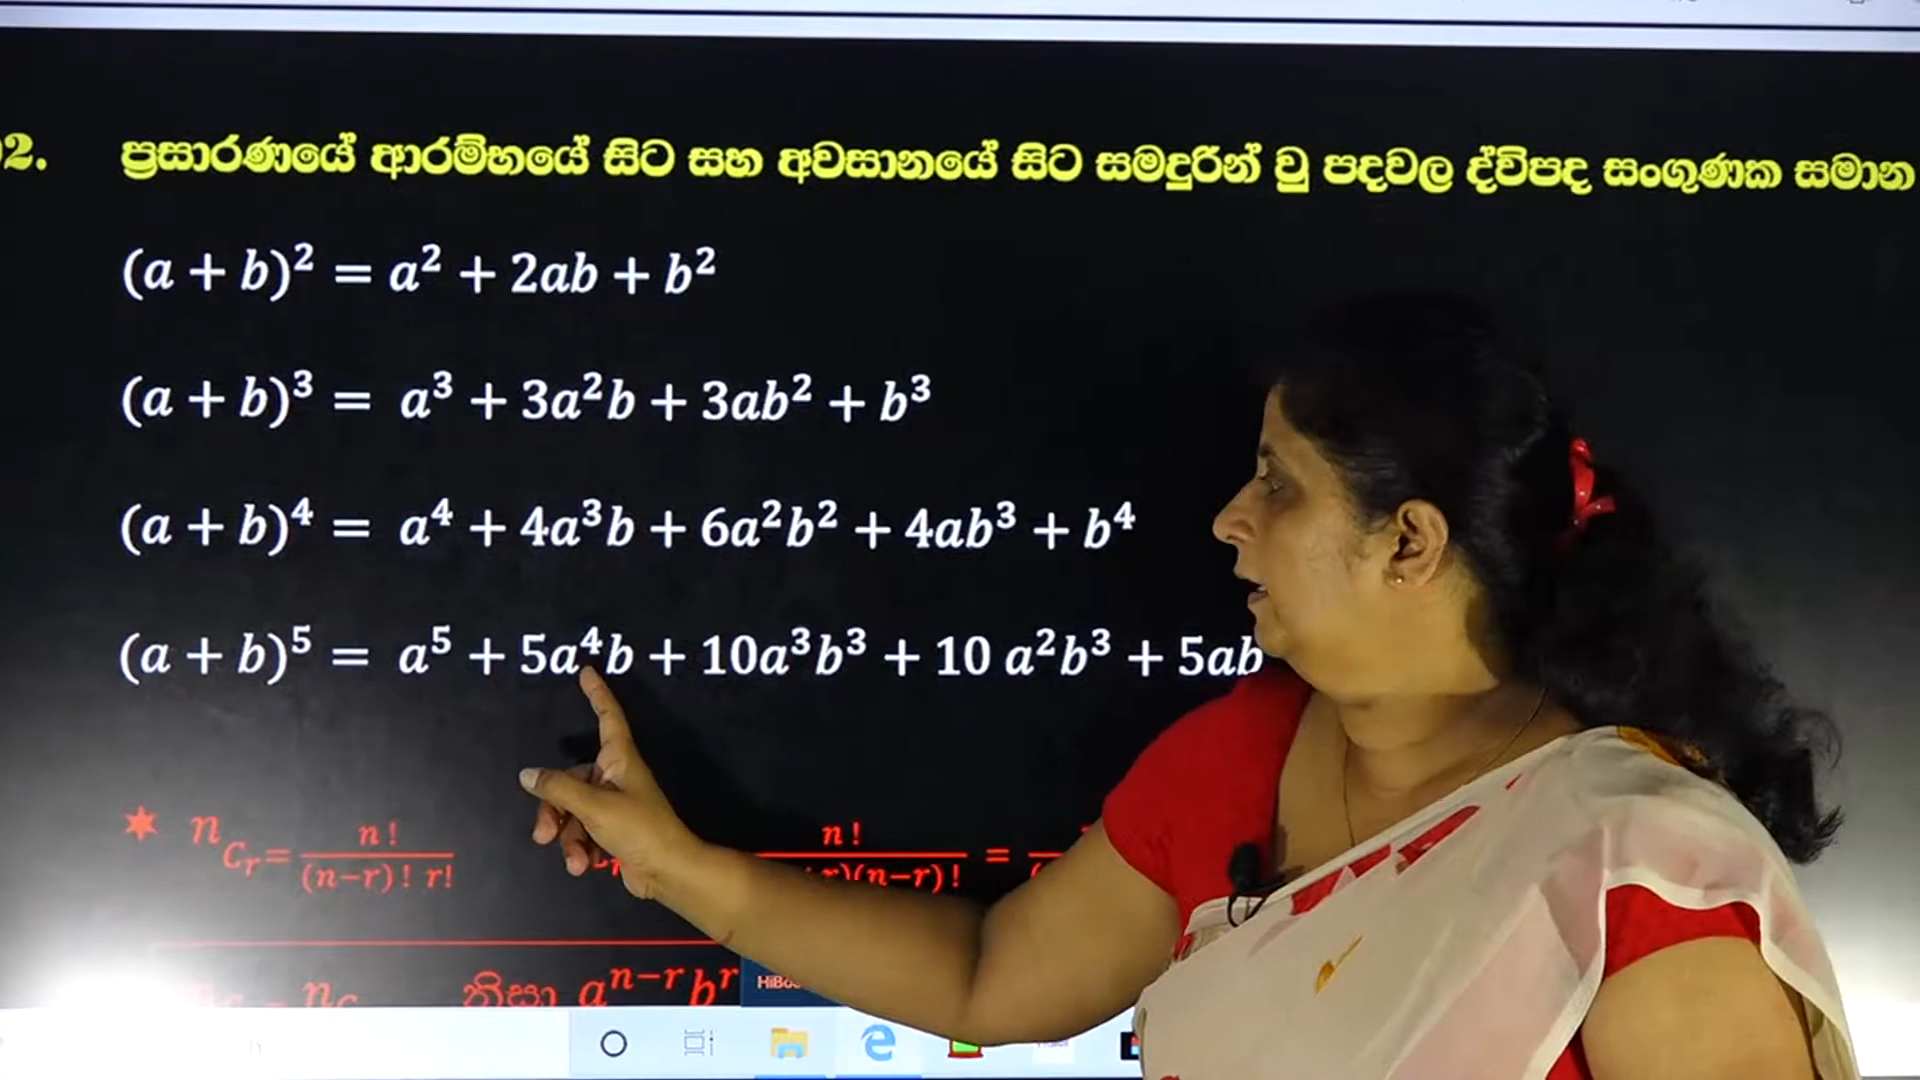 02. ප්‍රසාරණයේ ආරම්භයේ සිට සහ අවසානයේ සිට සමදුරින් වු පදවල ද්විපද සංගුණක සමාන
(a + b)² = a² + 2ab + b²
(a + b)³ = a³ + 3a²b + 3ab² + b³
(a + b)⁴ = a⁴ + 4a³b + 6a²b² + 4ab³ + b⁴
(a + b)⁵ = a⁵ + 5a⁴b + 10a³b³ + 10 a²b³ + 5ab
✶ ⁿCᵣ = n! / (n−r)! r! n! (n−r)! =
නිසා aⁿ⁻ʳbʳ